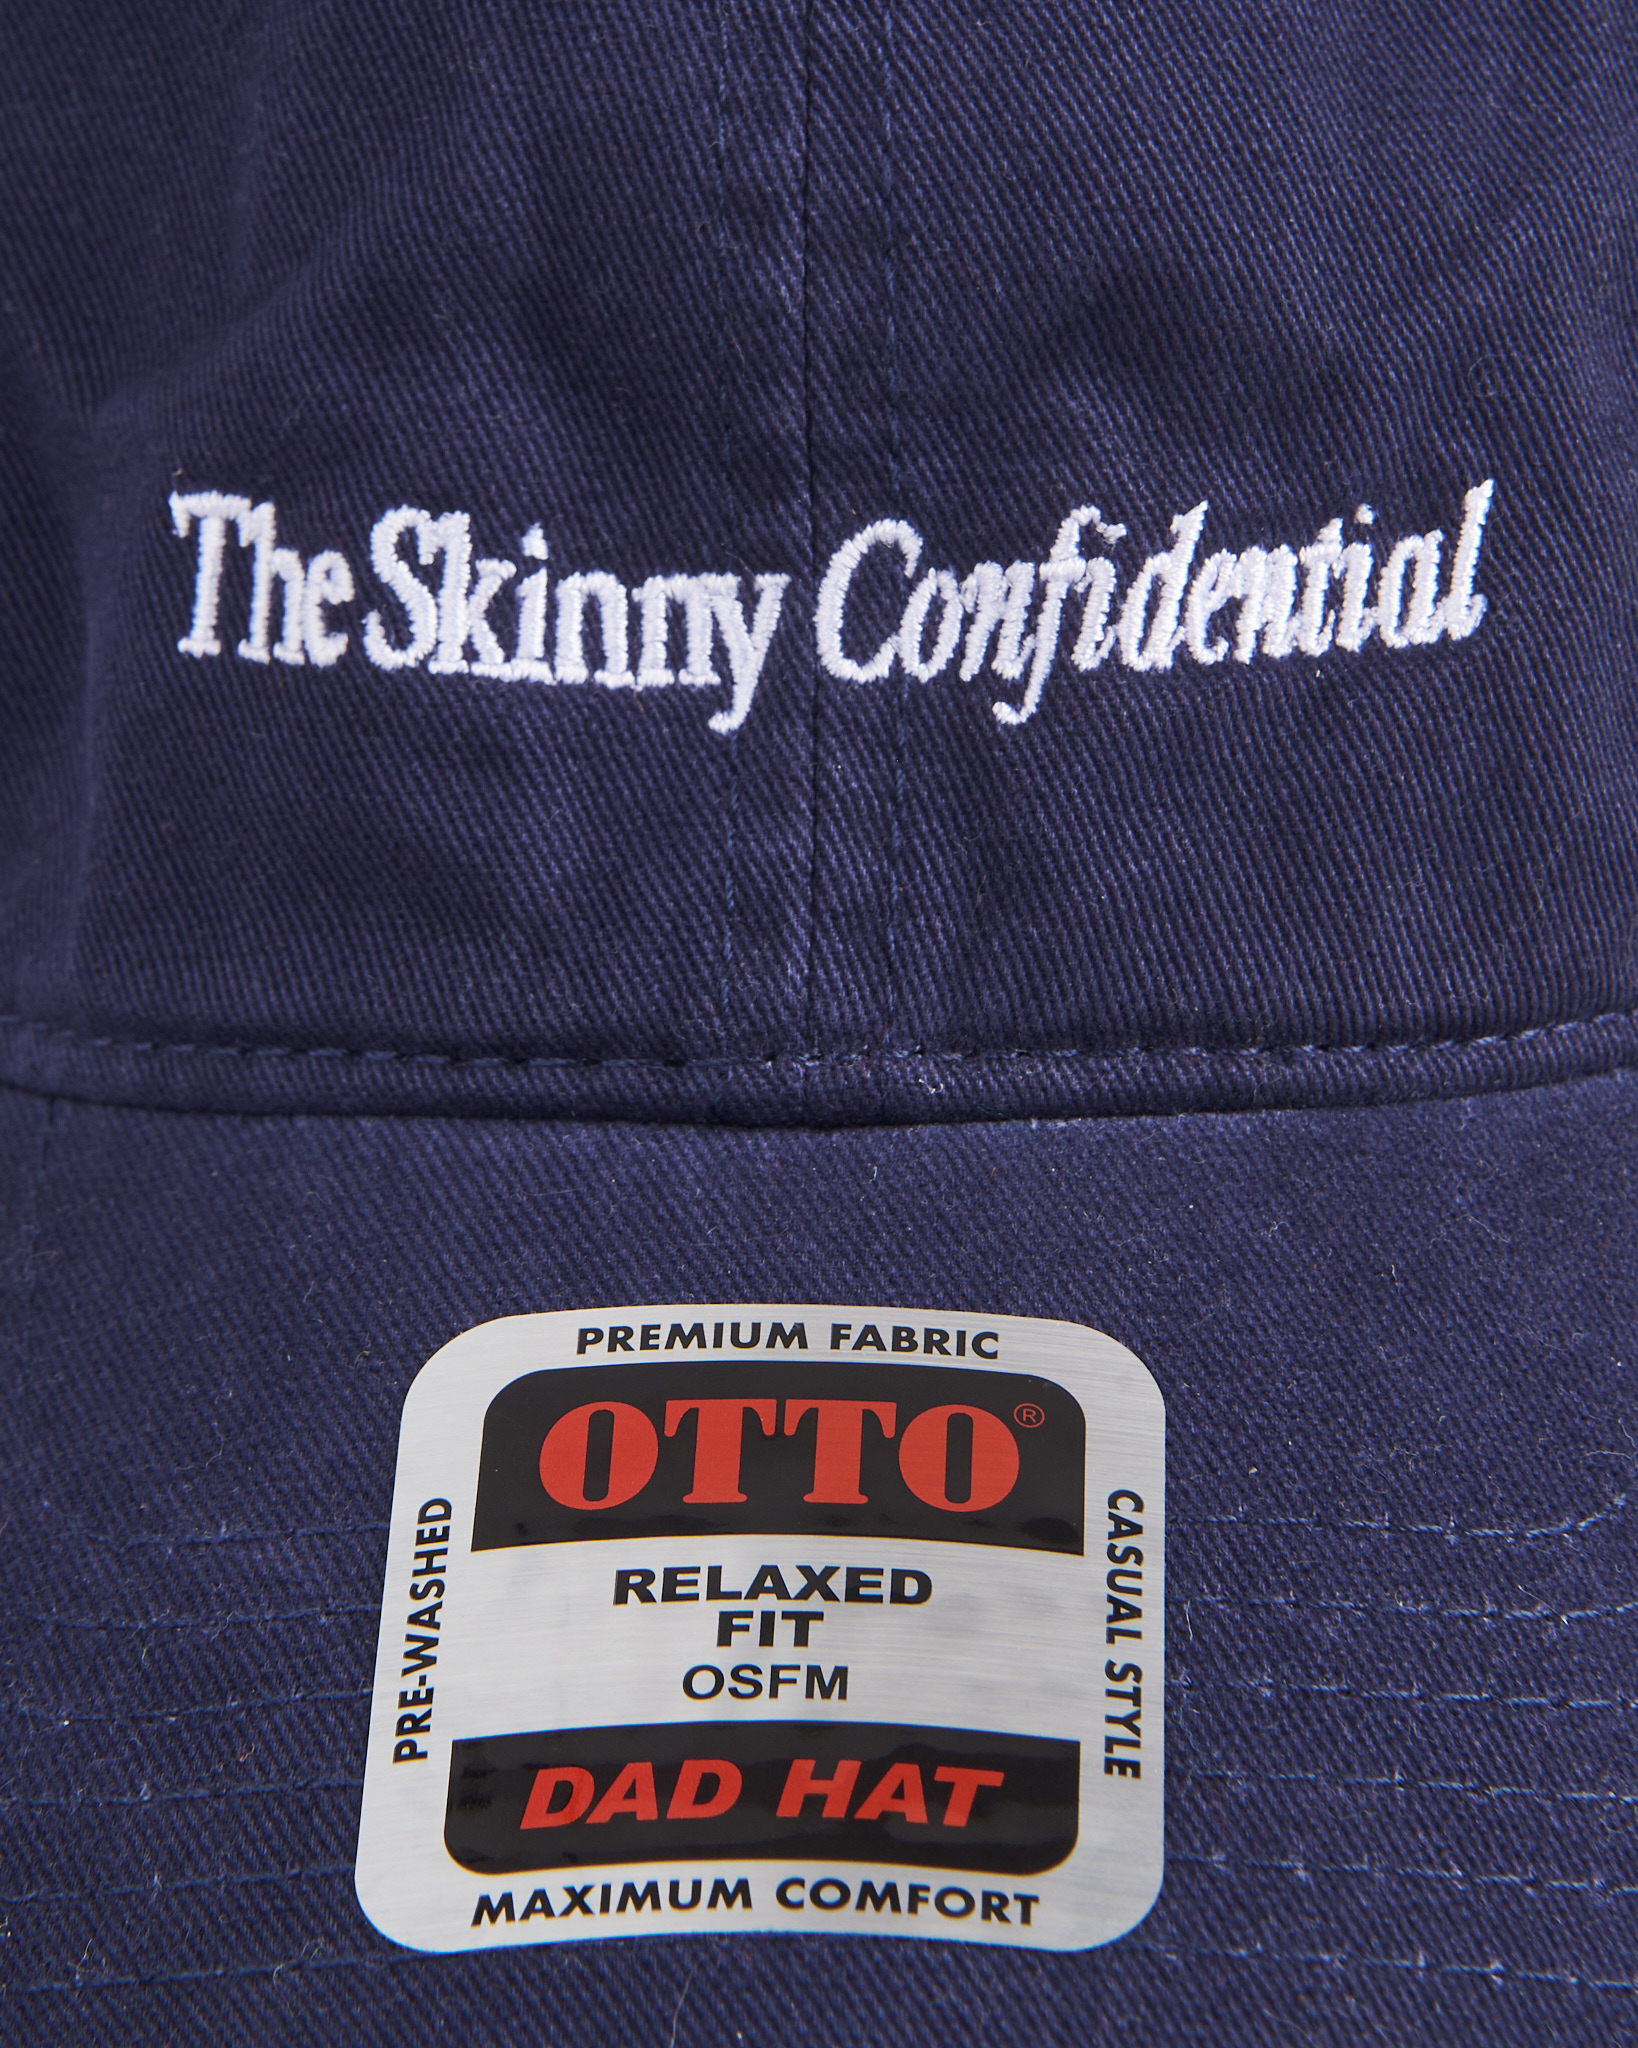 The Skinny Confidential
PREMIUM FABRIC
OTTO®
PRE-WASHED
CASUAL STYLE
RELAXED
FIT
OSFM
DAD HAT
MAXIMUM COMFORT